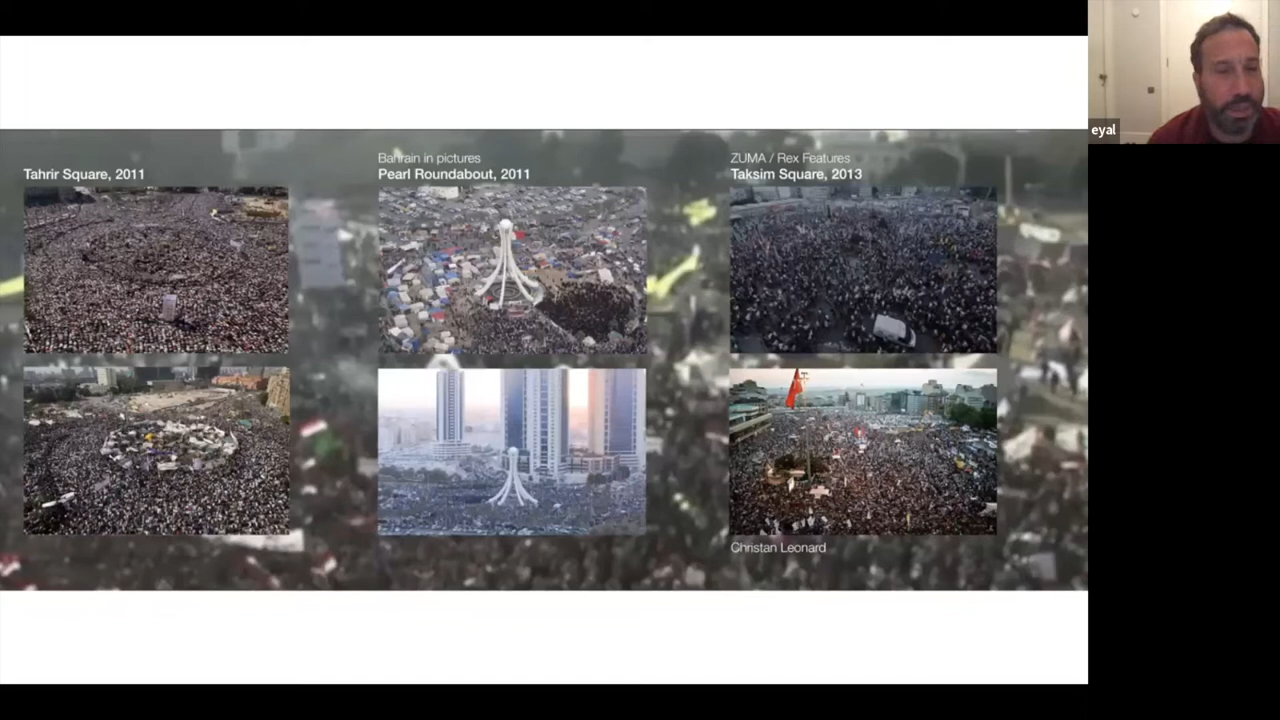 Tahrir Square, 2011
Bahrain in pictures
Pearl Roundabout, 2011
ZUMA / Rex Features
Taksim Square, 2013
Christan Leonard
eyal